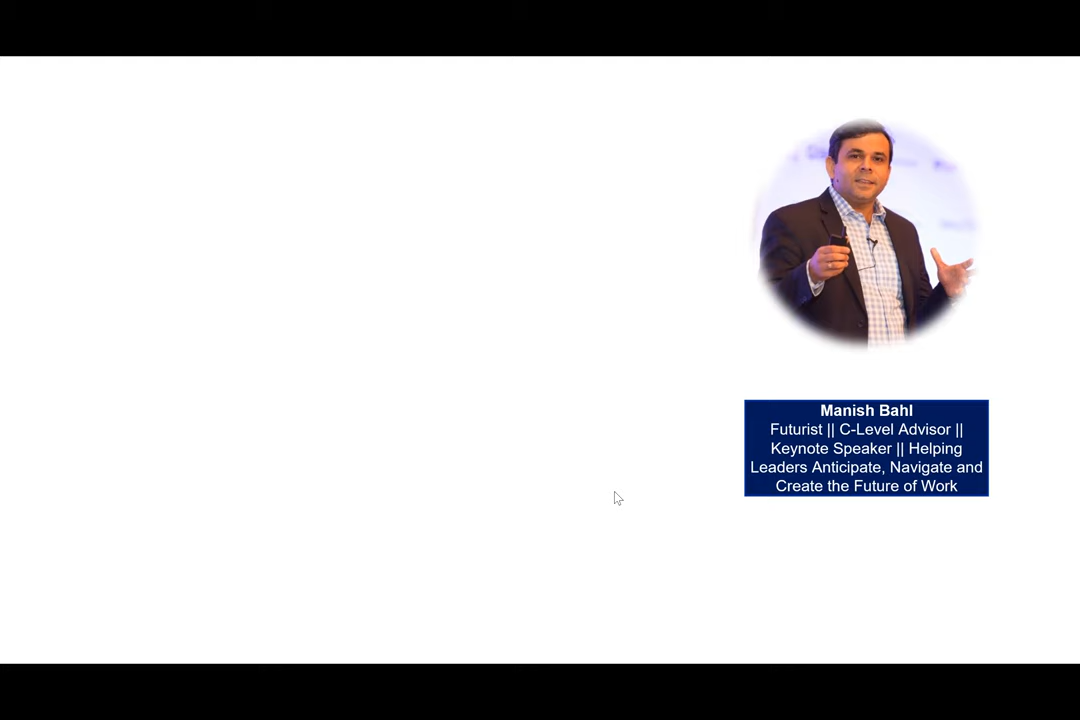 Manish Bahl
Futurist || C-Level Advisor ||
Keynote Speaker || Helping
Leaders Anticipate, Navigate and
Create the Future of Work